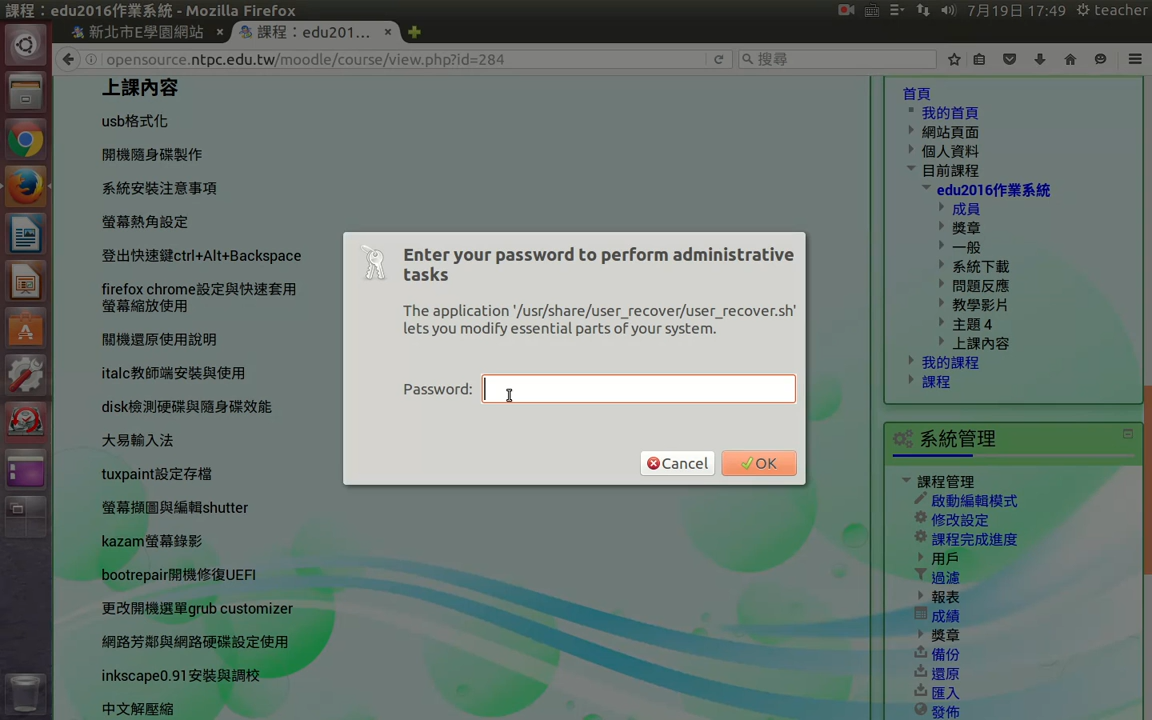 課程：edu2016作業系統 - Mozilla Firefox
7月19日 17:49 teacher
新北市E學園網站 × 課程：edu201... ×
opensource.ntpc.edu.tw/moodle/course/view.php?id=284
搜尋
上課內容
usb格式化
開機隨身碟製作
系統安裝注意事項
螢幕熱角設定
登出快速鍵ctrl+Alt+Backspace
firefox chrome設定與快速套用
螢幕縮放使用
關機還原使用說明
italc教師端安裝與使用
disk檢測硬碟與隨身碟效能
大易輸入法
tuxpaint設定存檔
螢幕擷圖與編輯shutter
kazam螢幕錄影
bootrepair開機修復UEFI
更改開機選單grub customizer
網路芳鄰與網路硬碟設定使用
inkscape0.91安裝與調校
中文解壓縮
Enter your password to perform administrative
tasks
The application '/usr/share/user_recover/user_recover.sh'
lets you modify essential parts of your system.
Password:
Cancel
OK
首頁
我的首頁
網站頁面
個人資料
目前課程
edu2016作業系統
成員
獎章
一般
系統下載
問題反應
教學影片
主題 4
上課內容
我的課程
課程
系統管理
課程管理
啟動編輯模式
修改設定
課程完成進度
用戶
過濾
報表
成績
獎章
備份
還原
匯入
發佈